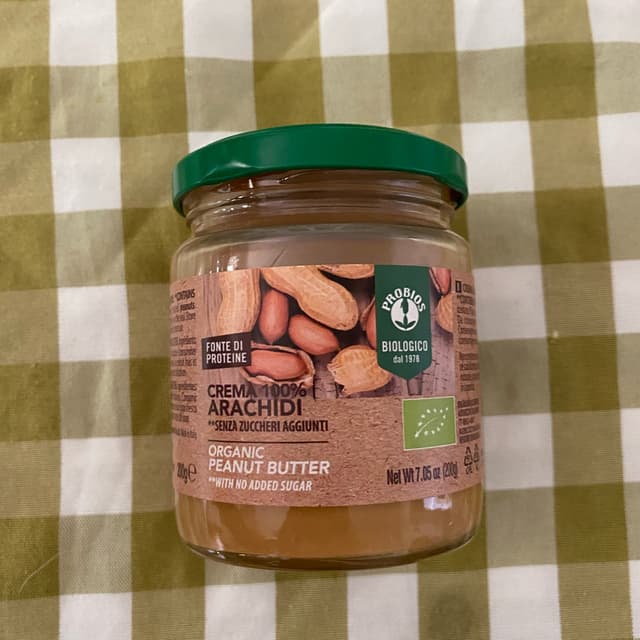 PROBIOS
BIOLOGICO
dal 1978
FONTE DI
PROTEINE
CREMA 100%
ARACHIDI
**SENZA ZUCCHERI AGGIUNTI
ORGANIC
PEANUT BUTTER
**WITH NO ADDED SUGAR
200g℮
Net Wt 7.05 oz (200g)